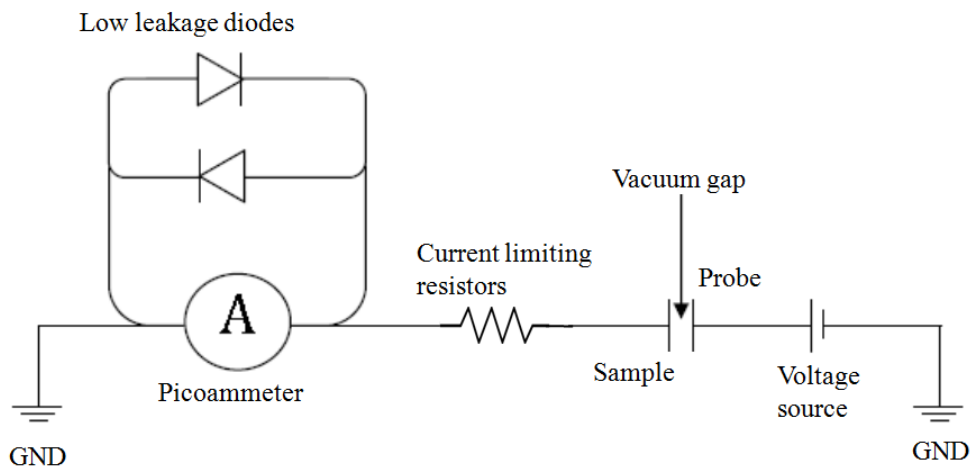 Low leakage diodes
Vacuum gap
Current limiting
resistors
Probe
A
Picoammeter
Sample
Voltage
source
GND
GND